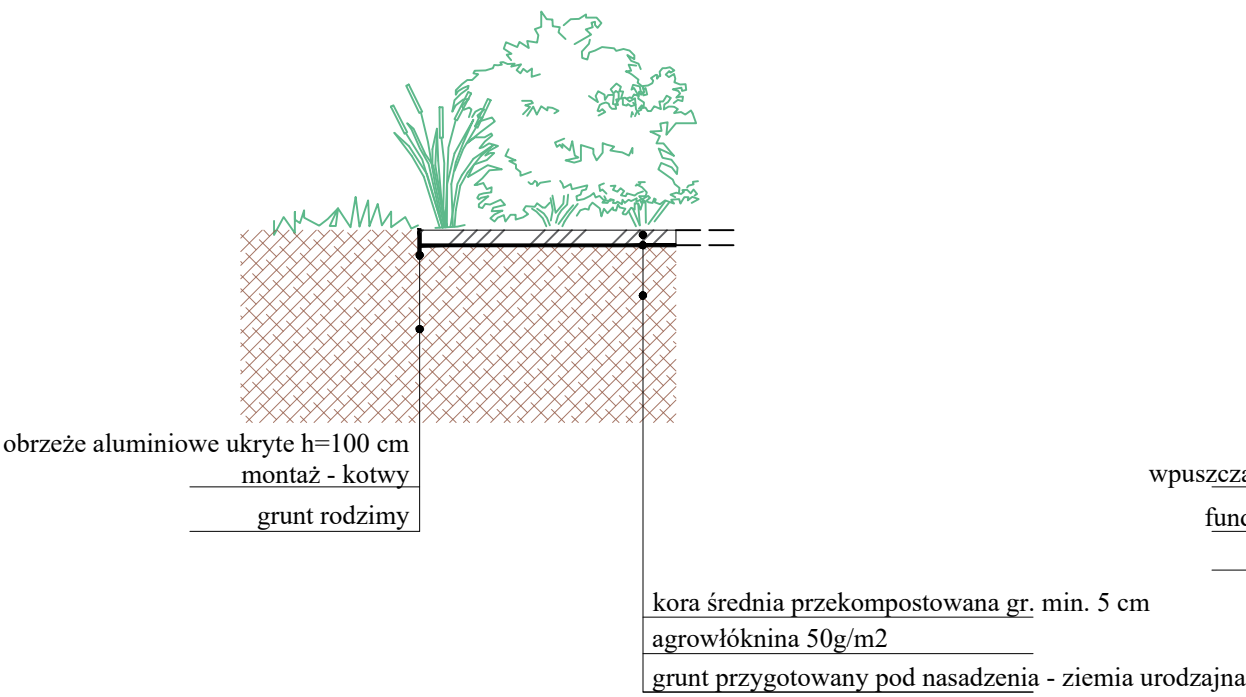 obrzeże aluminiowe ukryte h=100 cm
montaż - kotwy
grunt rodzimy
kora średnia przekompostowana gr. min. 5 cm
agrowłóknina 50g/m2
grunt przygotowany pod nasadzenia - ziemia urodzajna